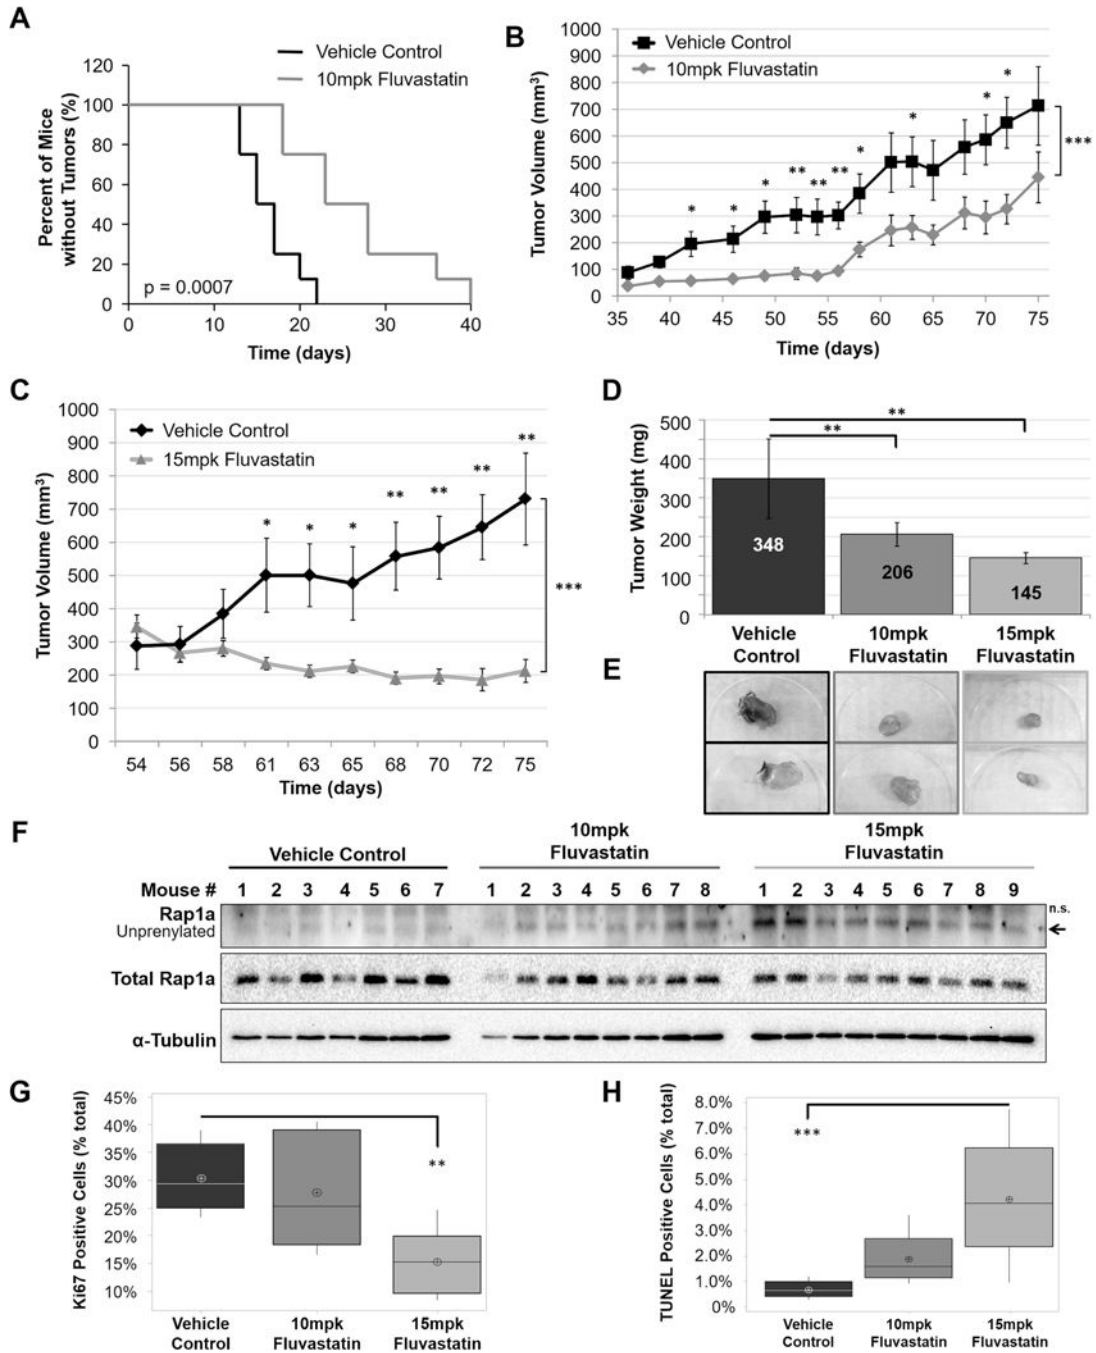 A
Vehicle Control
10mpk Fluvastatin
120
100
80
60
40
20
0
Percent of Mice
without Tumors (%)
p = 0.0007
0 10 20 30 40
Time (days)
B
Vehicle Control
10mpk Fluvastatin
1000
900
800
700
600
500
400
300
200
100
0
Tumor Volume (mm³)
* * * ** ** ** * * * *
***
35 40 45 50 55 60 65 70 75
Time (days)
C
Vehicle Control
15mpk Fluvastatin
1000
900
800
700
600
500
400
300
200
100
0
Tumor Volume (mm³)
* * * ** ** ** **
***
54 56 58 61 63 65 68 70 72 75
Time (days)
D
Tumor Weight (mg)
500
400
300
200
100
0
**
**
348
206
145
Vehicle
Control
10mpk
Fluvastatin
15mpk
Fluvastatin
E
F
Vehicle Control
10mpk
Fluvastatin
15mpk
Fluvastatin
Mouse # 1 2 3 4 5 6 7 1 2 3 4 5 6 7 8 1 2 3 4 5 6 7 8 9
Rap1a
Unprenylated
n.s.
Total Rap1a
α-Tubulin
G
Ki67 Positive Cells (% total)
45%
40%
35%
30%
25%
20%
15%
10%
**
Vehicle
Control
10mpk
Fluvastatin
15mpk
Fluvastatin
H
TUNEL Positive Cells (% total)
8.0%
7.0%
6.0%
5.0%
4.0%
3.0%
2.0%
1.0%
0%
***
Vehicle
Control
10mpk
Fluvastatin
15mpk
Fluvastatin